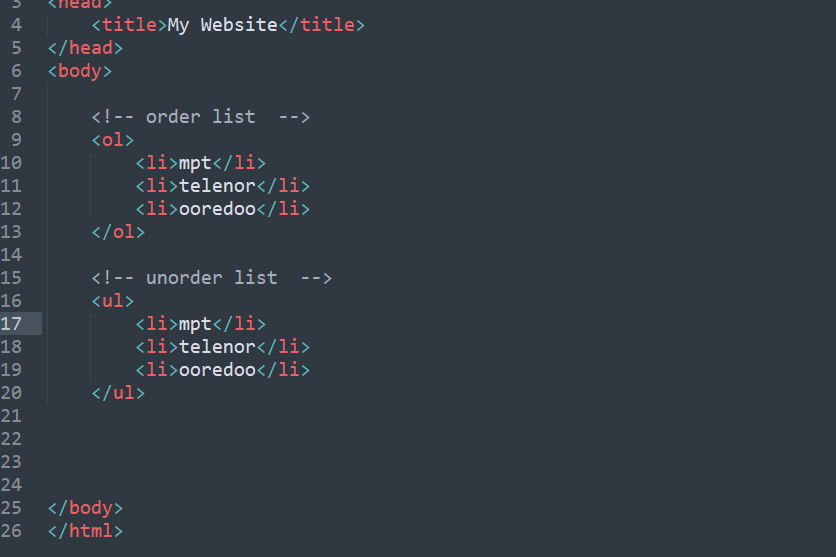 3 <head>
4     <title>My Website</title>
5 </head>
6 <body>
7
8     <!-- order list  -->
9     <ol>
10         <li>mpt</li>
11         <li>telenor</li>
12         <li>ooredoo</li>
13     </ol>
14
15     <!-- unorder list  -->
16     <ul>
17         <li>mpt</li>
18         <li>telenor</li>
19         <li>ooredoo</li>
20     </ul>
21
22
23
24
25 </body>
26 </html>